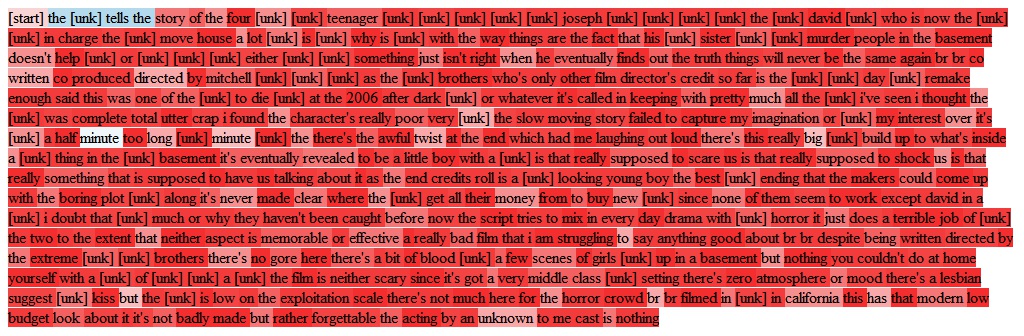 [start] the [unk] tells the story of the four [unk] [unk] teenager [unk] [unk] [unk] [unk] [unk] joseph [unk] [unk] [unk] [unk] the [unk] david [unk] who is now the [unk]
[unk] in charge the [unk] move house a lot [unk] is [unk] why is [unk] with the way things are the fact that his [unk] sister [unk] [unk] murder people in the basement
doesn't help [unk] or [unk] [unk] [unk] either [unk] [unk] something just isn't right when he eventually finds out the truth things will never be the same again br br co
written co produced directed by mitchell [unk] [unk] [unk] as the [unk] brothers who's only other film director's credit so far is the [unk] [unk] day [unk] remake
enough said this was one of the [unk] to die [unk] at the 2006 after dark [unk] or whatever it's called in keeping with pretty much all the [unk] i've seen i thought the
[unk] was complete total utter crap i found the character's really poor very [unk] the slow moving story failed to capture my imagination or [unk] my interest over it's
[unk] a half minute too long [unk] minute [unk] the there's the awful twist at the end which had me laughing out loud there's this really big [unk] build up to what's inside
a [unk] thing in the [unk] basement it's eventually revealed to be a little boy with a [unk] is that really supposed to scare us is that really supposed to shock us is that
really something that is supposed to have us talking about it as the end credits roll is a [unk] looking young boy the best [unk] ending that the makers could come up
with the boring plot [unk] along it's never made clear where the [unk] get all their money from to buy new [unk] since none of them seem to work except david in a
[unk] i doubt that [unk] much or why they haven't been caught before now the script tries to mix in every day drama with [unk] horror it just does a terrible job of [unk]
the two to the extent that neither aspect is memorable or effective a really bad film that i am struggling to say anything good about br br despite being written directed by
the extreme [unk] [unk] brothers there's no gore here there's a bit of blood [unk] a few scenes of girls [unk] up in a basement but nothing you couldn't do at home
yourself with a [unk] of [unk] [unk] a [unk] the film is neither scary since it's got a very middle class [unk] setting there's zero atmosphere or mood there's a lesbian
suggest [unk] kiss but the [unk] is low on the exploitation scale there's not much here for the horror crowd br br filmed in [unk] in california this has that modern low
budget look about it it's not badly made but rather forgettable the acting by an unknown to me cast is nothing